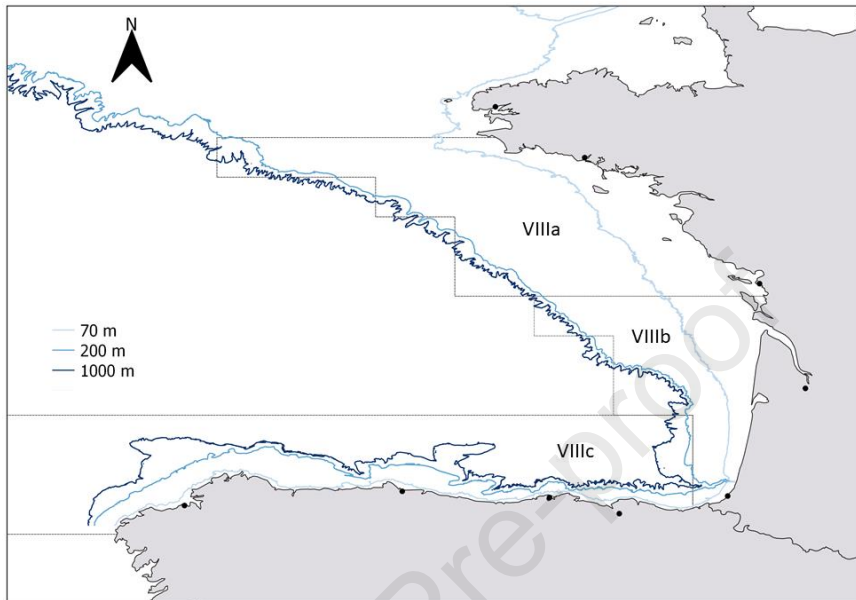 N
VIIIa
VIIIb
70 m
200 m
1000 m
VIIIc
Pre-proof